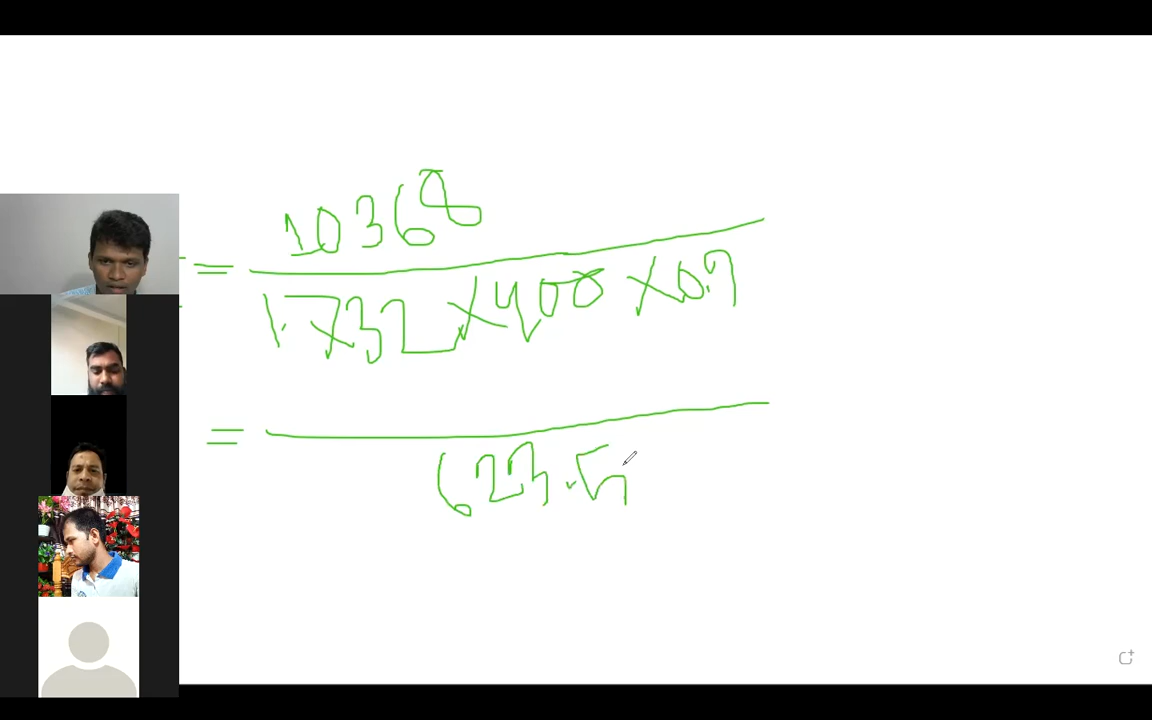 = 10368
1.732 × 400 × 0.9
=
623.5